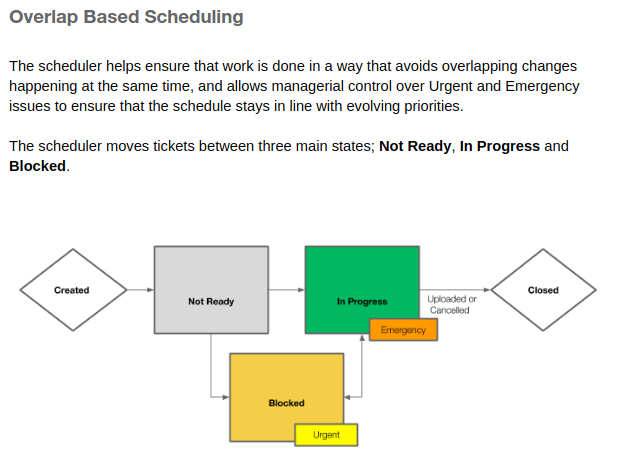 Overlap Based Scheduling
The scheduler helps ensure that work is done in a way that avoids overlapping changes
happening at the same time, and allows managerial control over Urgent and Emergency
issues to ensure that the schedule stays in line with evolving priorities.
The scheduler moves tickets between three main states; Not Ready, In Progress and
Blocked.
Created
Not Ready
In Progress
Uploaded or
Cancelled
Closed
Emergency
Blocked
Urgent